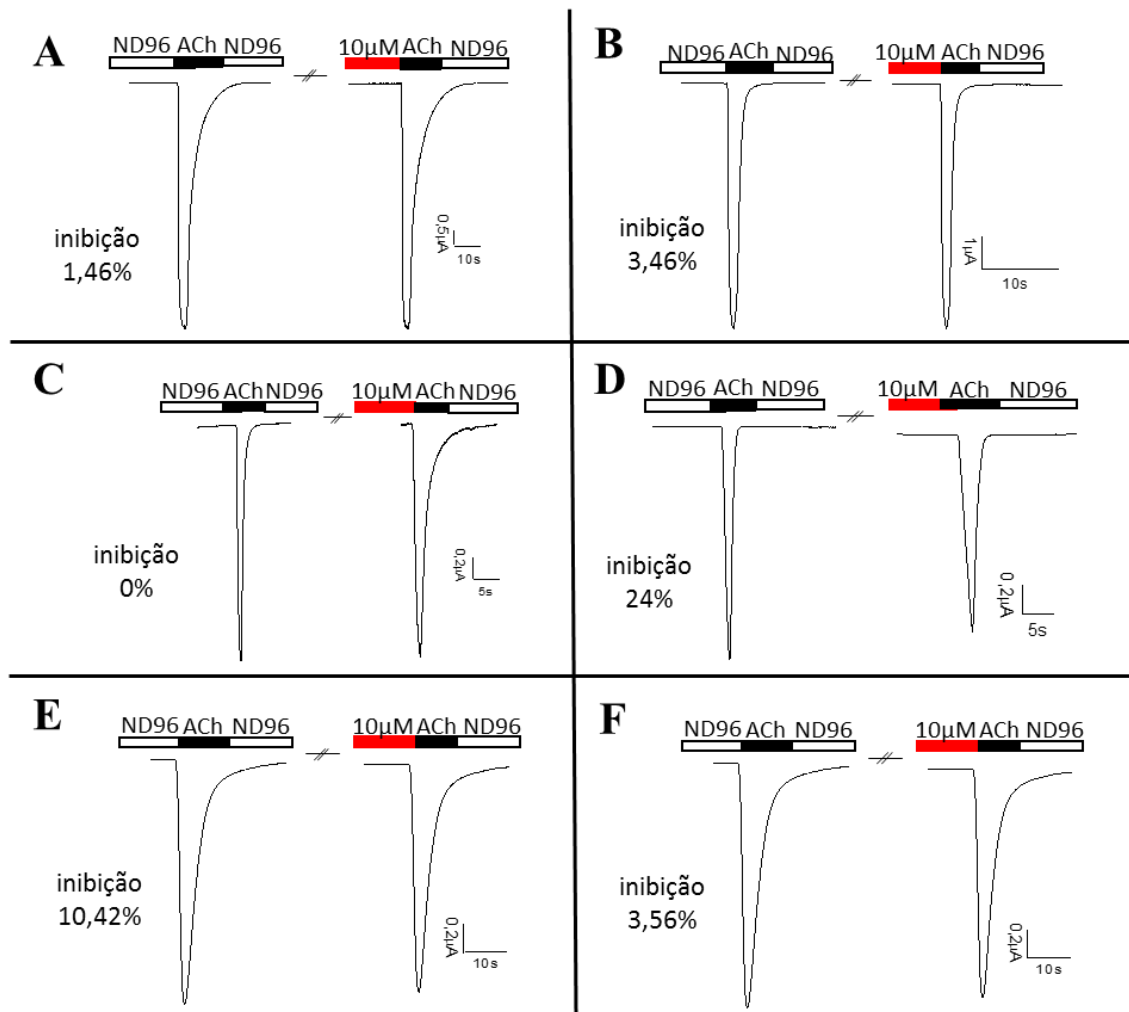 A
ND96 ACh ND96
10µM ACh ND96
inibição
1,46%
0,5µA
10s
B
ND96 ACh ND96
10µM ACh ND96
inibição
3,46%
1µA
10s
C
ND96 ACh ND96
10µM ACh ND96
inibição
0%
0,2µA
5s
D
ND96 ACh ND96
10µM ACh ND96
inibição
24%
0,2µA
5s
E
ND96 ACh ND96
10µM ACh ND96
inibição
10,42%
0,2µA
10s
F
ND96 ACh ND96
10µM ACh ND96
inibição
3,56%
0,2µA
10s